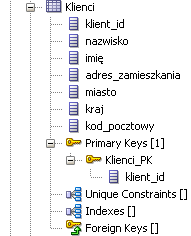 Klienci
klient_id
nazwisko
imię
adres_zamieszkania
miasto
kraj
kod_pocztowy
Primary Keys [1]
Klienci_PK
klient_id
Unique Constraints []
Indexes []
Foreign Keys []